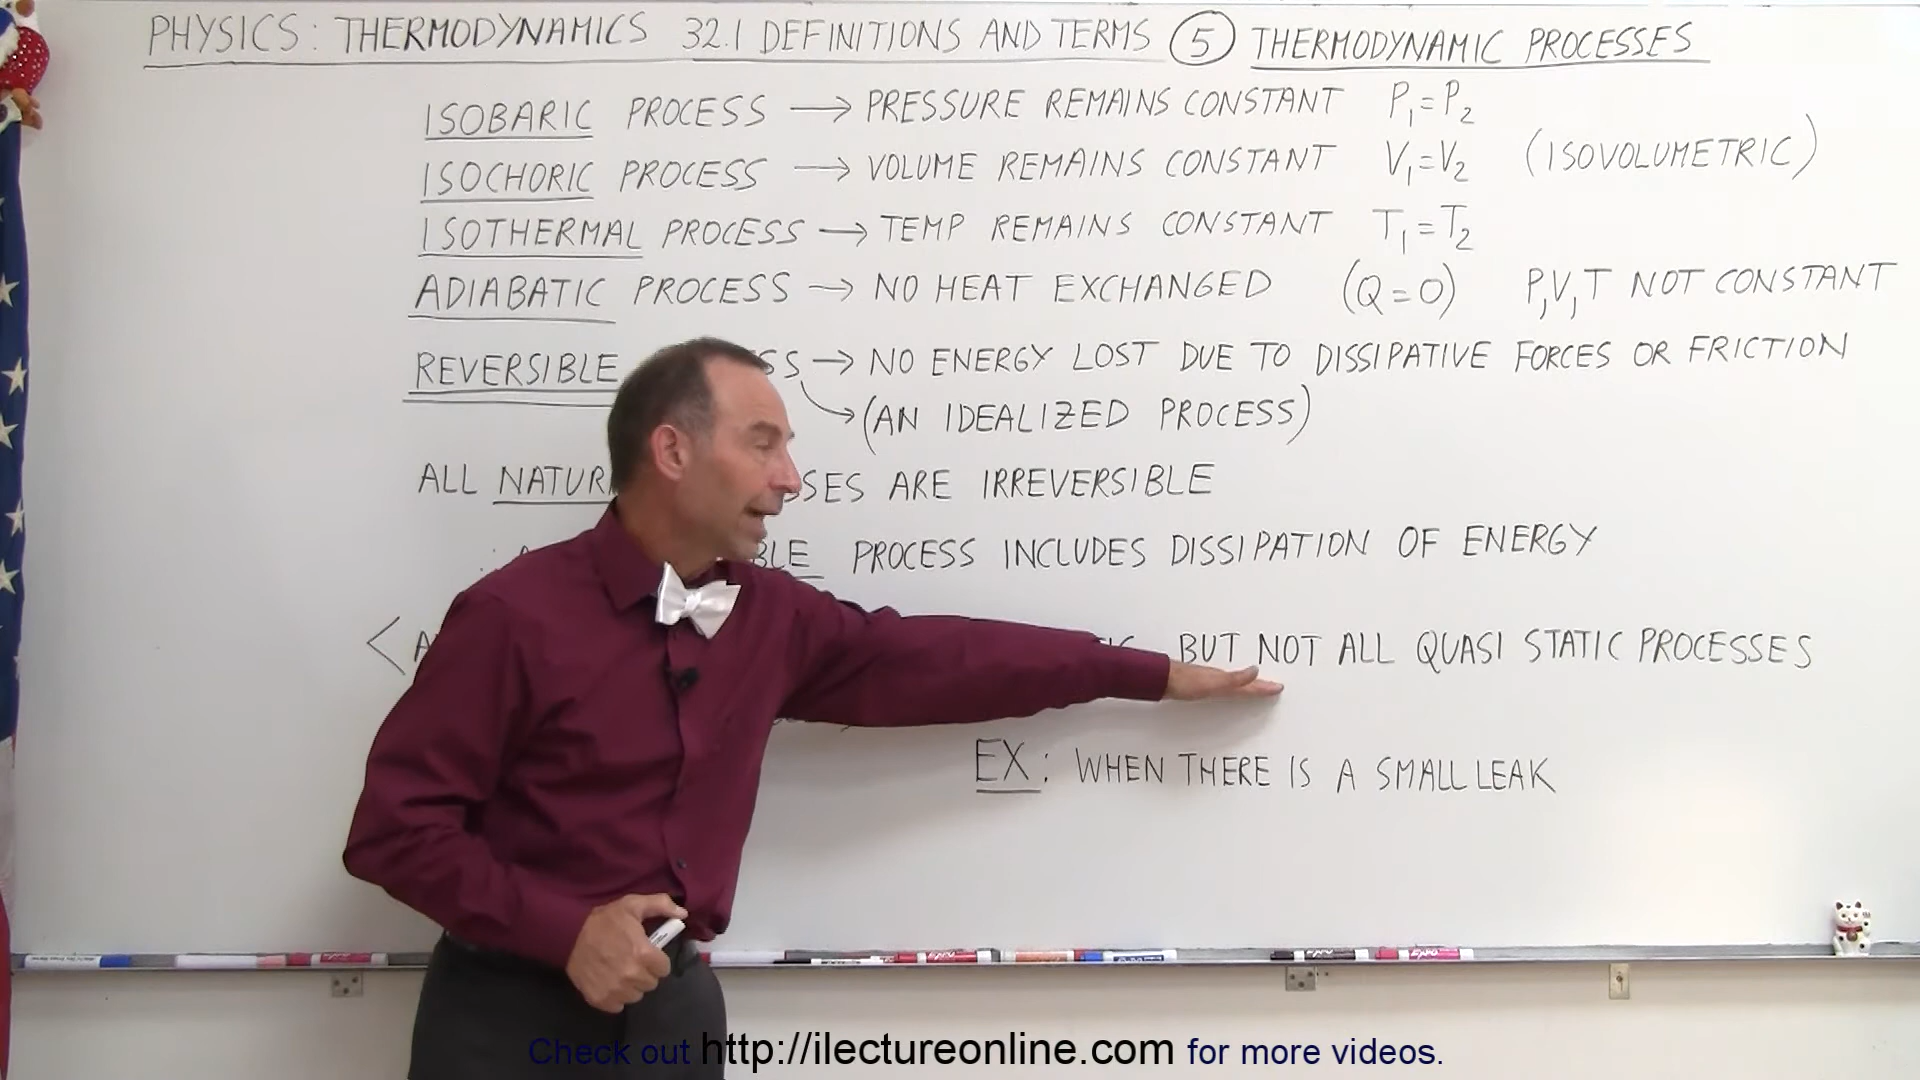 PHYSICS: THERMODYNAMICS 32.1 DEFINITIONS AND TERMS 5 THERMODYNAMIC PROCESSES
ISOBARIC PROCESS → PRESSURE REMAINS CONSTANT P₁=P₂
ISOCHORIC PROCESS → VOLUME REMAINS CONSTANT V₁=V₂ (ISOVOLUMETRIC)
ISOTHERMAL PROCESS → TEMP REMAINS CONSTANT T₁=T₂
ADIABATIC PROCESS → NO HEAT EXCHANGED (Q=0) P,V,T NOT CONSTANT
REVERSIBLE → NO ENERGY LOST DUE TO DISSIPATIVE FORCES OR FRICTION
(AN IDEALIZED PROCESS)
ALL ARE IRREVERSIBLE
PROCESS INCLUDES DISSIPATION OF ENERGY
BUT NOT ALL QUASI STATIC PROCESSES
EX: WHEN THERE IS A SMALL LEAK
Check out http://ilectureonline.com for more videos.